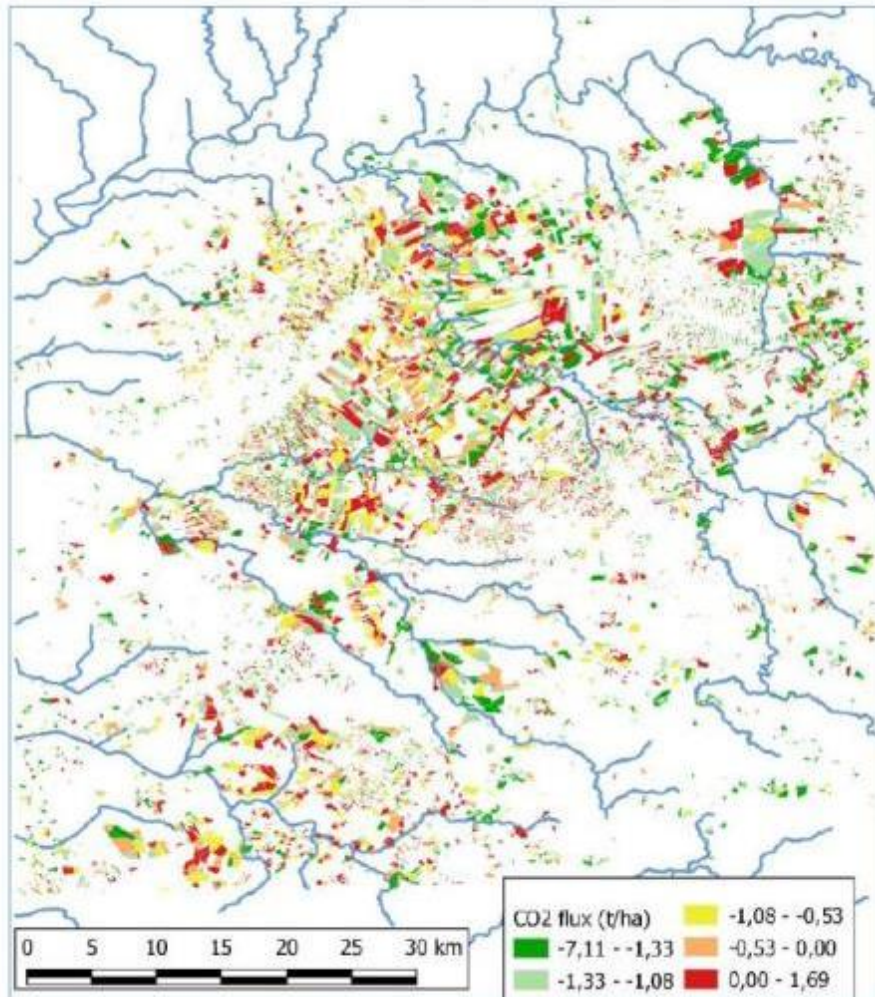 CO2 flux (t/ha)
-7,11 - -1,33
-1,33 - -1,08
-1,08 - -0,53
-0,53 - 0,00
0,00 - 1,69
0 5 10 15 20 25 30 km